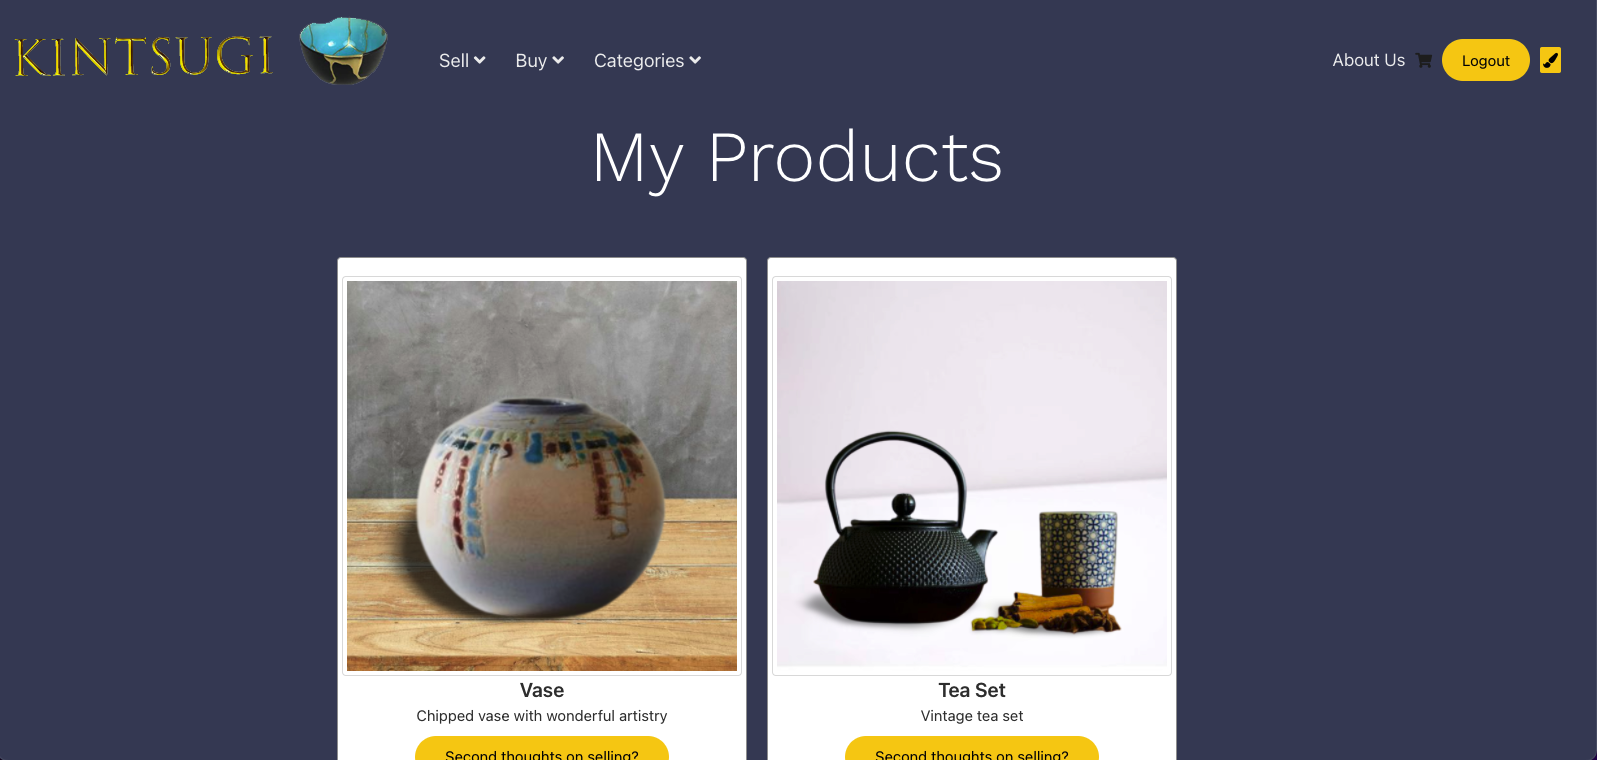 KINTSUGI
Sell
Buy
Categories
About Us
Logout
My Products
Vase
Chipped vase with wonderful artistry
Second thoughts on selling?
Tea Set
Vintage tea set
Second thoughts on selling?